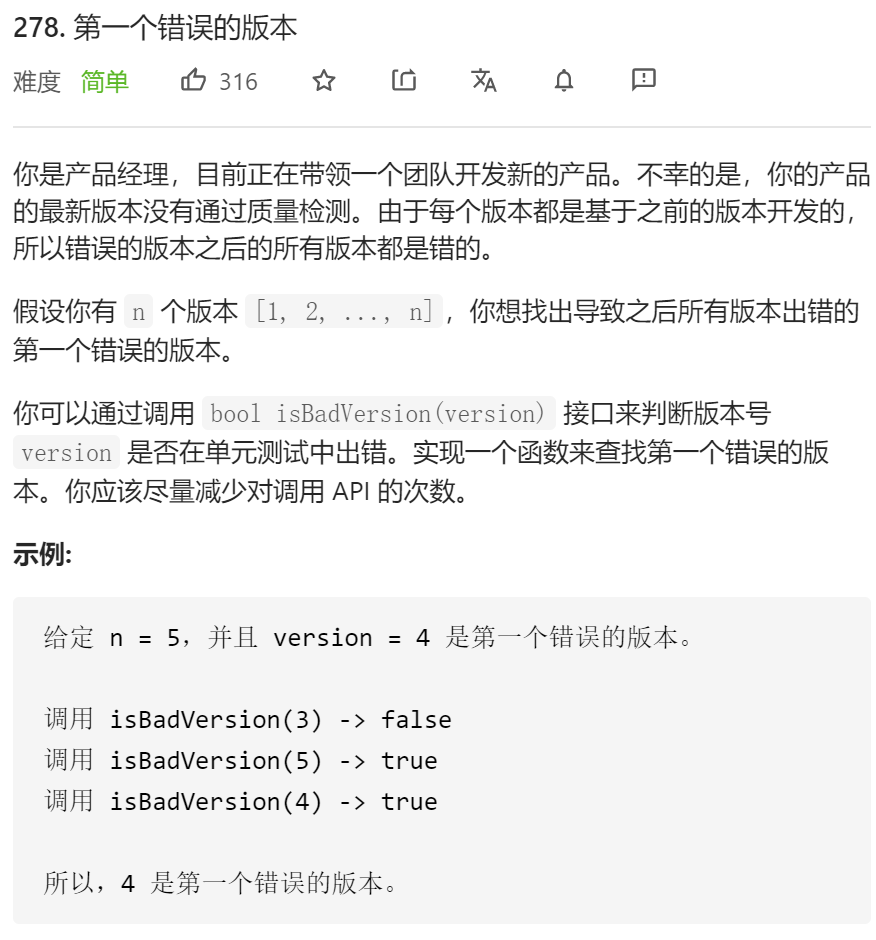 278. 第一个错误的版本
难度 简单 316
你是产品经理，目前正在带领一个团队开发新的产品。不幸的是，你的产品
的最新版本没有通过质量检测。由于每个版本都是基于之前的版本开发的，
所以错误的版本之后的所有版本都是错的。
假设你有 n 个版本 [1, 2, ..., n]，你想找出导致之后所有版本出错的
第一个错误的版本。
你可以通过调用 bool isBadVersion(version) 接口来判断版本号
version 是否在单元测试中出错。实现一个函数来查找第一个错误的版
本。你应该尽量减少对调用 API 的次数。
示例:
给定 n = 5，并且 version = 4 是第一个错误的版本。
调用 isBadVersion(3) -> false
调用 isBadVersion(5) -> true
调用 isBadVersion(4) -> true
所以，4 是第一个错误的版本。